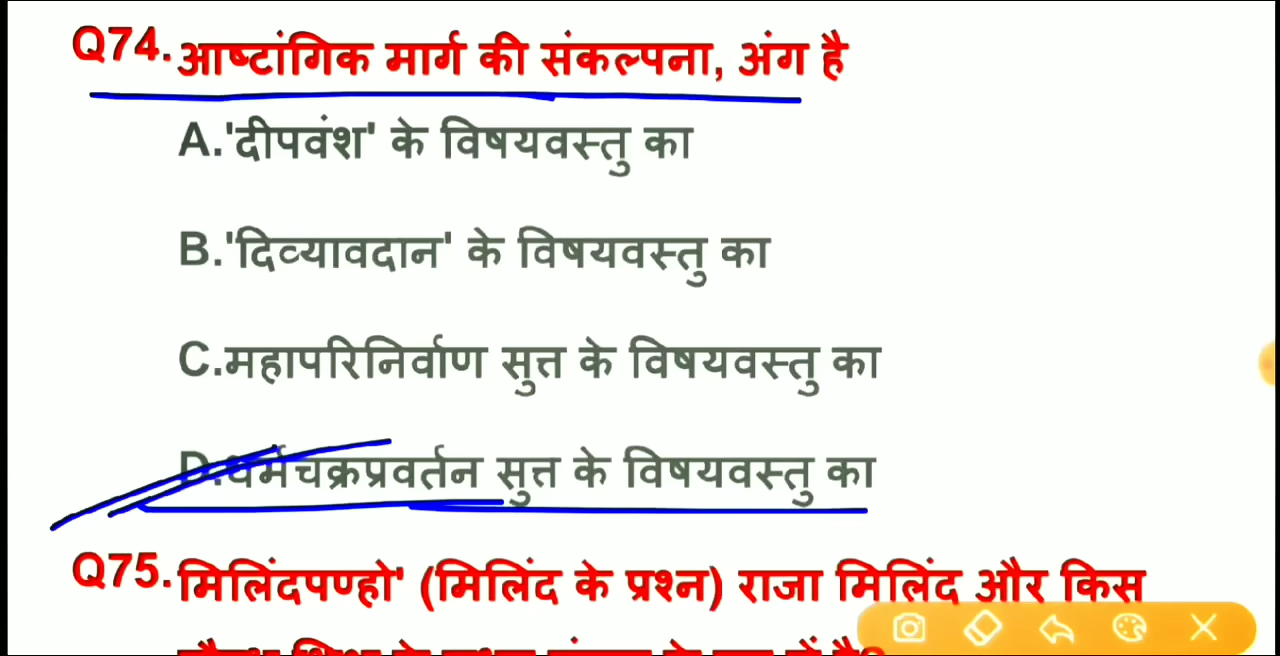 Q74. आष्टांगिक मार्ग की संकल्पना, अंग है
A.'दीपवंश' के विषयवस्तु का
B.'दिव्यावदान' के विषयवस्तु का
C.महापरिनिर्वाण सुत्त के विषयवस्तु का
D.धर्मचक्रप्रवर्तन सुत्त के विषयवस्तु का
Q75. मिलिंदपण्हो' (मिलिंद के प्रश्न) राजा मिलिंद और किस